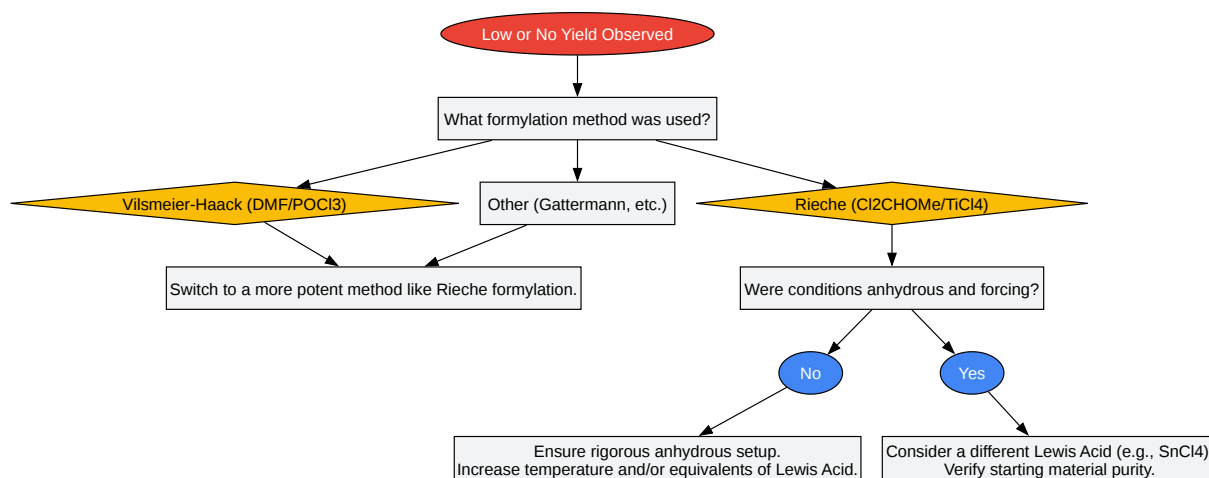 Low or No Yield Observed
What formylation method was used?
Vilsmeier-Haack (DMF/POCl3)
Other (Gattermann, etc.)
Rieche (Cl2CHOMe/TiCl4)
Switch to a more potent method like Rieche formylation.
Were conditions anhydrous and forcing?
No
Yes
Ensure rigorous anhydrous setup.
Increase temperature and/or equivalents of Lewis Acid.
Consider a different Lewis Acid (e.g., SnCl4)
Verify starting material purity.